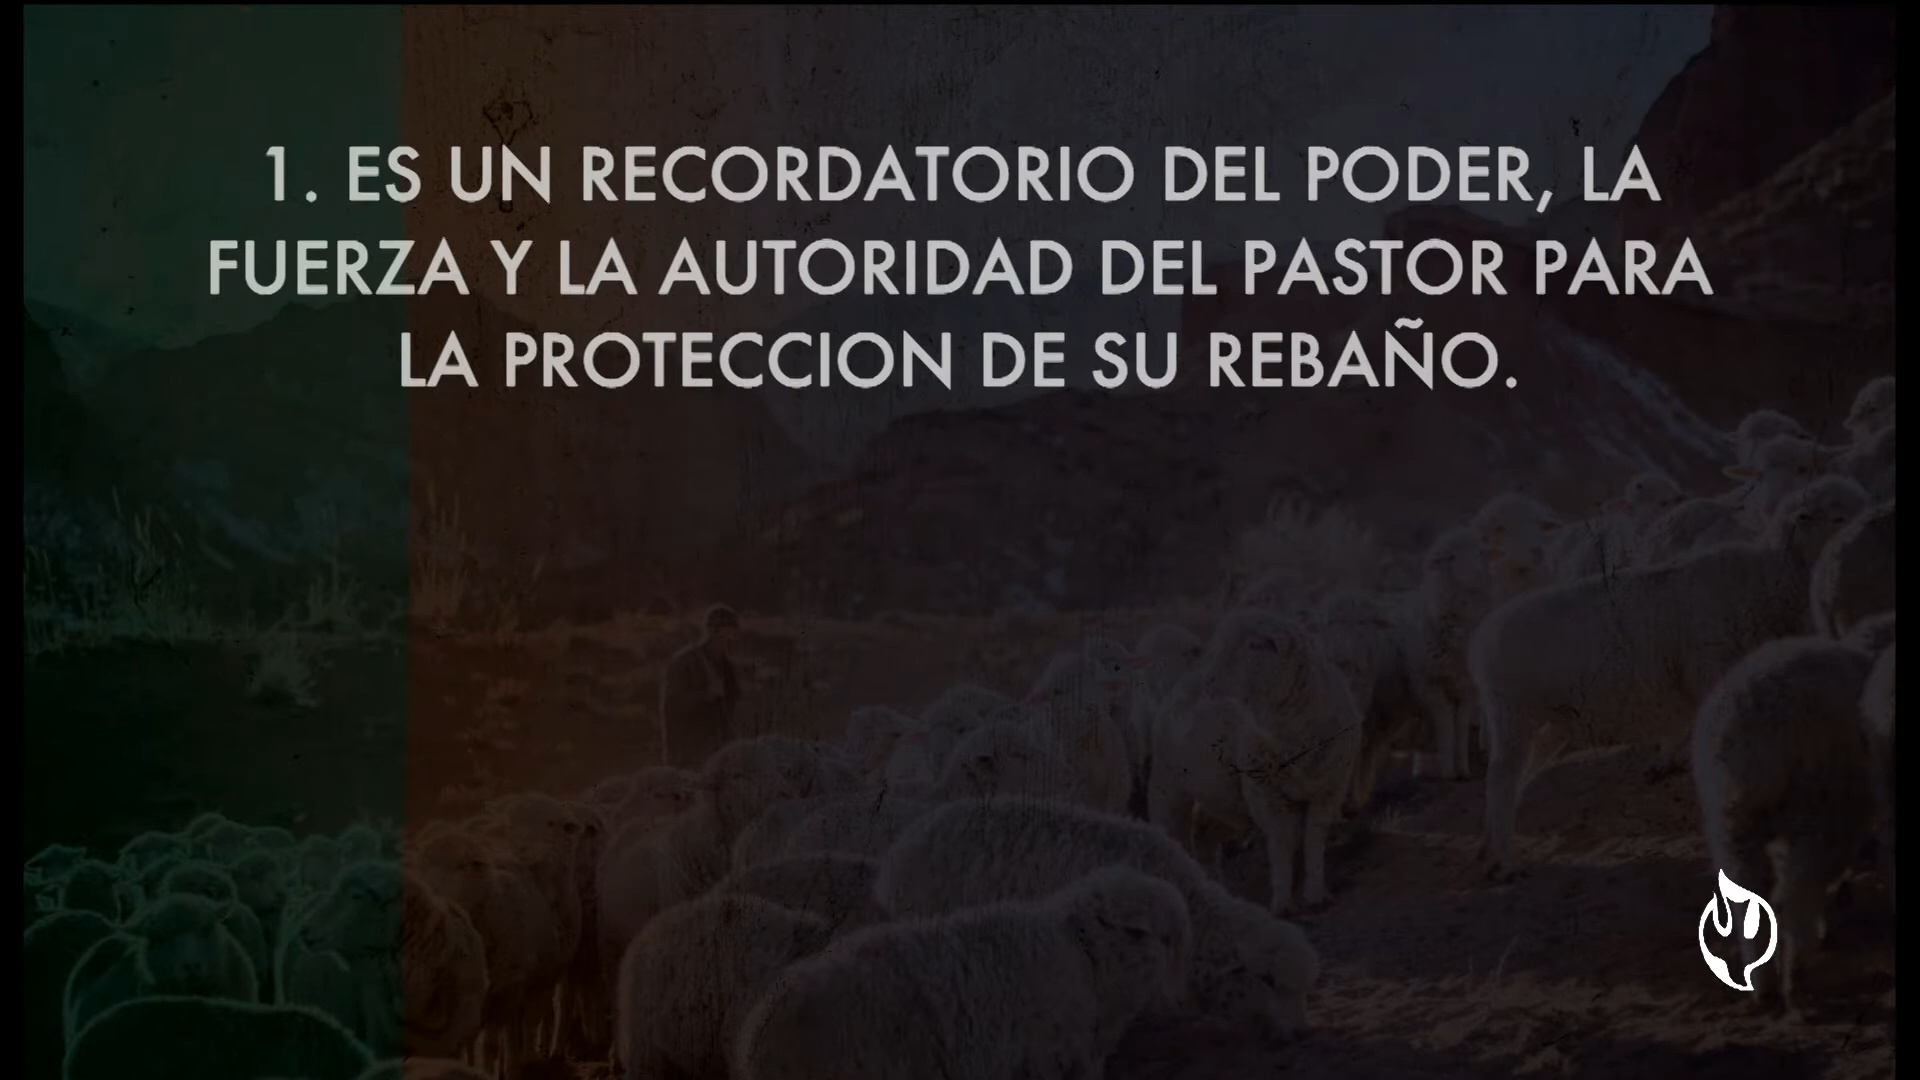 1. ES UN RECORDATORIO DEL PODER, LA
FUERZA Y LA AUTORIDAD DEL PASTOR PARA
LA PROTECCION DE SU REBAÑO.